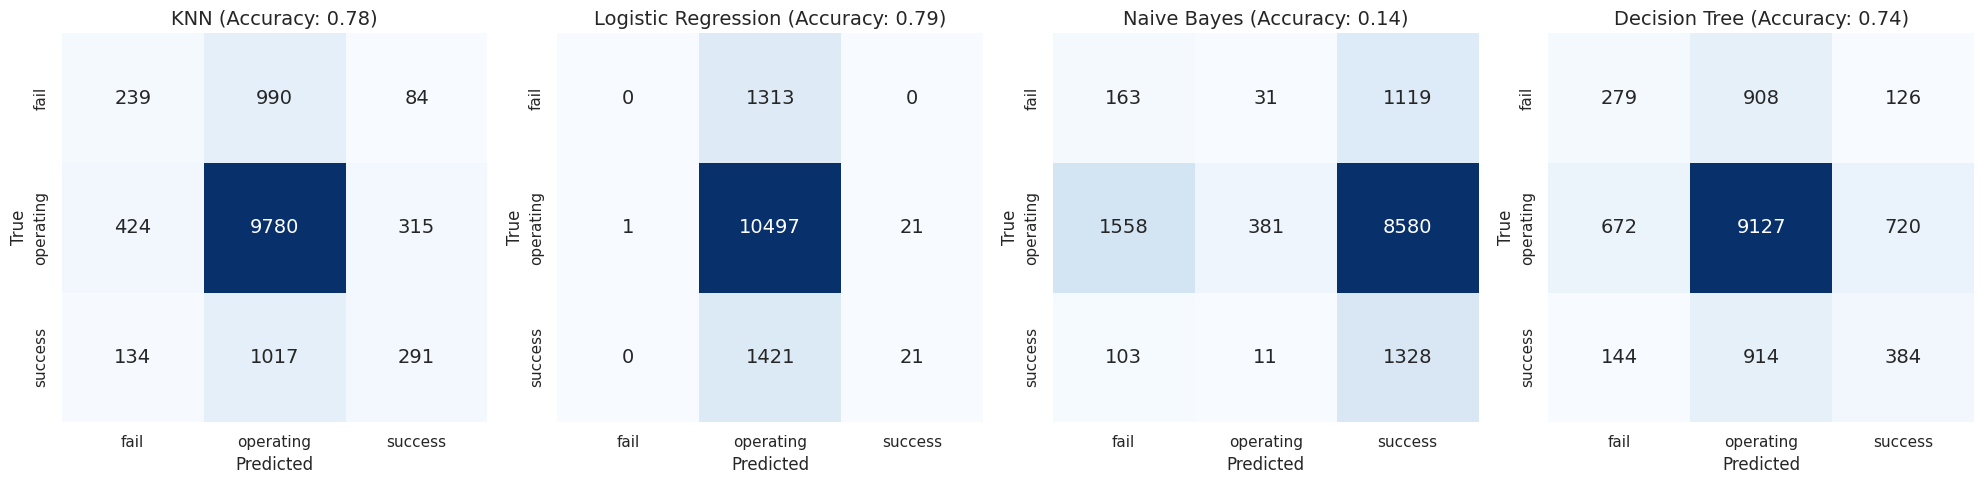 KNN (Accuracy: 0.78)
True
fail
operating
success
239 990 84
424 9780 315
134 1017 291
fail operating success
Predicted
Logistic Regression (Accuracy: 0.79)
True
fail
operating
success
0 1313 0
1 10497 21
0 1421 21
fail operating success
Predicted
Naive Bayes (Accuracy: 0.14)
True
fail
operating
success
163 31 1119
1558 381 8580
103 11 1328
fail operating success
Predicted
Decision Tree (Accuracy: 0.74)
True
fail
operating
success
279 908 126
672 9127 720
144 914 384
fail operating success
Predicted